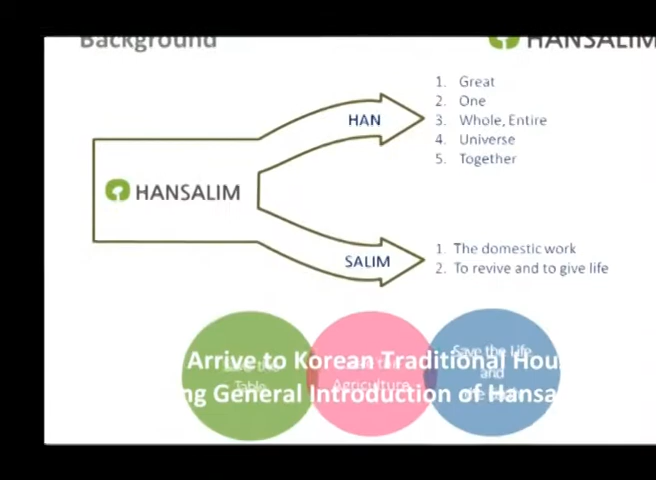 Background
HANSALIM
HAN
1. Great
2. One
3. Whole, Entire
4. Universe
5. Together
HANSALIM
SALIM
1. The domestic work
2. To revive and to give life
Save the Life
and
Table
Agriculture
Arrive to Korean Traditional Hou
ng General Introduction of Hansa